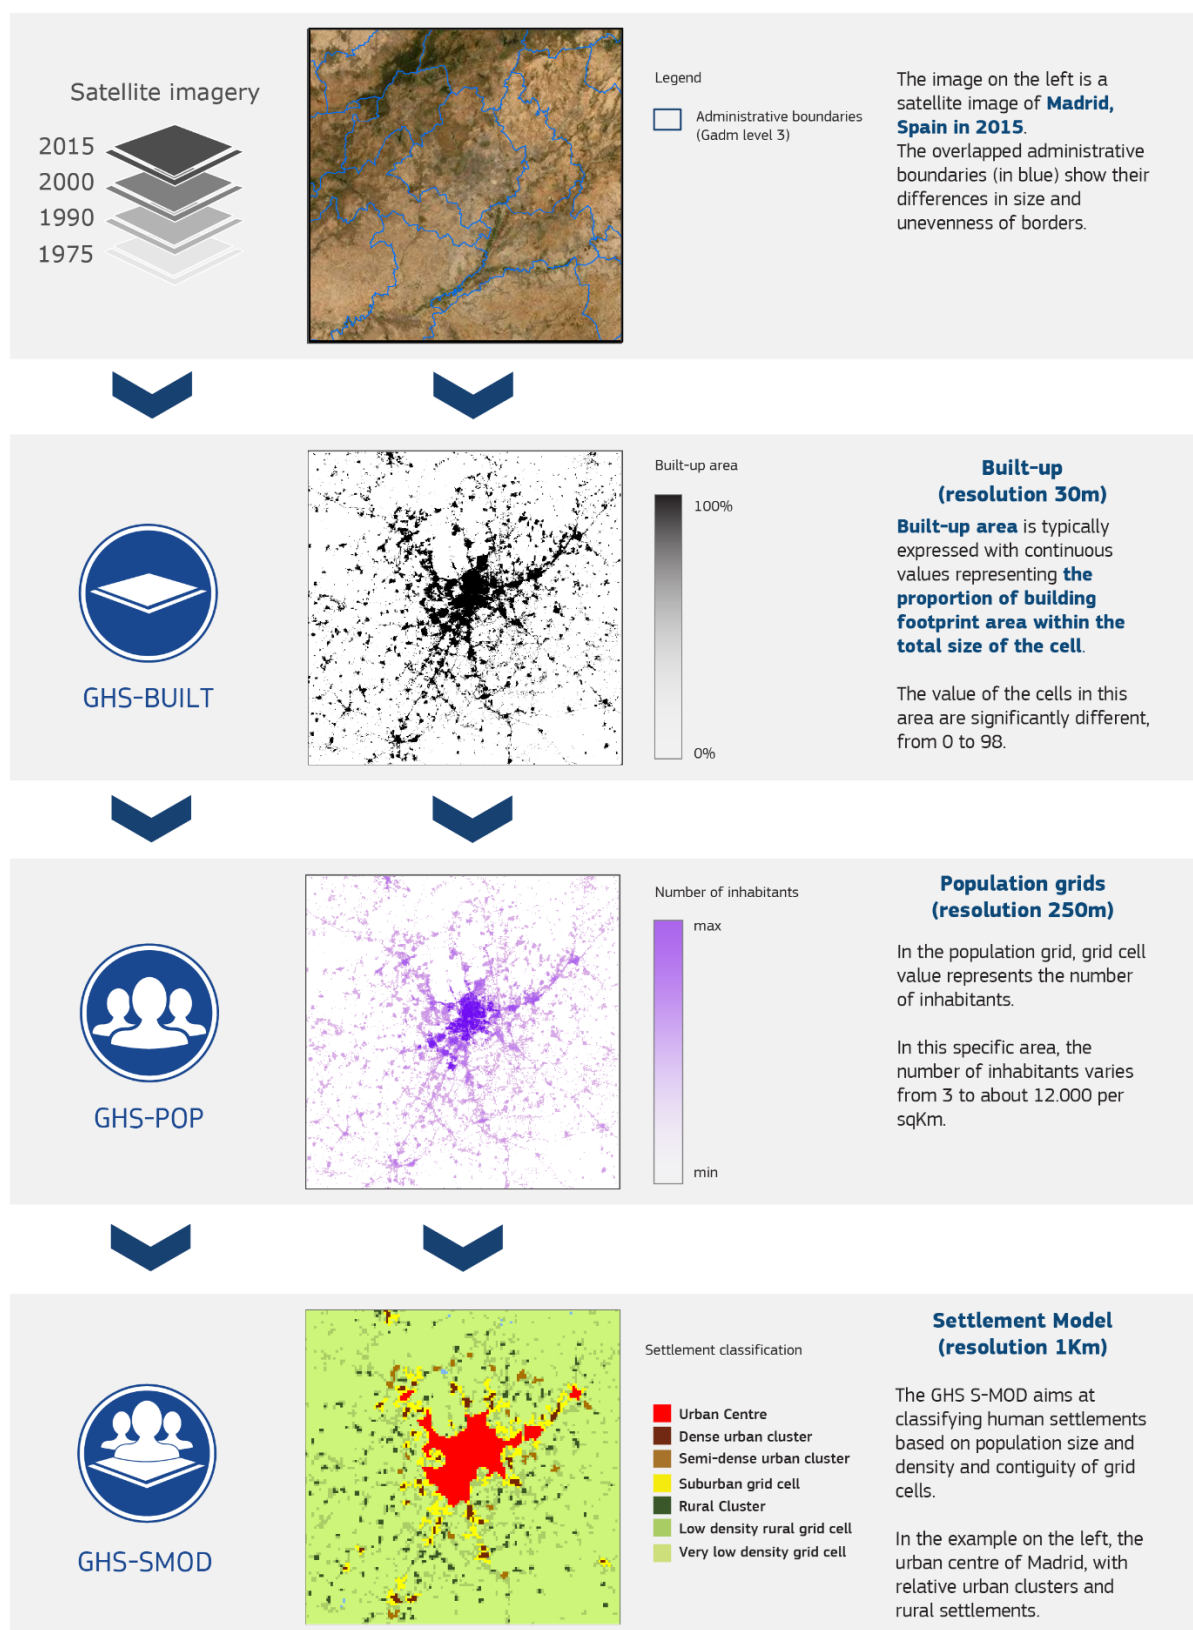 Satellite imagery
2015
2000
1990
1975
Legend
Administrative boundaries
(Gadm level 3)
The image on the left is a
satellite image of Madrid,
Spain in 2015.
The overlapped administrative
boundaries (in blue) show their
differences in size and
unevenness of borders.
GHS-BUILT
Built-up area
100%
0%
Built-up
(resolution 30m)
Built-up area is typically
expressed with continuous
values representing the
proportion of building
footprint area within the
total size of the cell.
The value of the cells in this
area are significantly different,
from 0 to 98.
GHS-POP
Number of inhabitants
max
min
Population grids
(resolution 250m)
In the population grid, grid cell
value represents the number
of inhabitants.
In this specific area, the
number of inhabitants varies
from 3 to about 12.000 per
sqKm.
GHS-SMOD
Settlement classification
Urban Centre
Dense urban cluster
Semi-dense urban cluster
Suburban grid cell
Rural Cluster
Low density rural grid cell
Very low density grid cell
Settlement Model
(resolution 1Km)
The GHS S-MOD aims at
classifying human settlements
based on population size and
density and contiguity of grid
cells.
In the example on the left, the
urban centre of Madrid, with
relative urban clusters and
rural settlements.